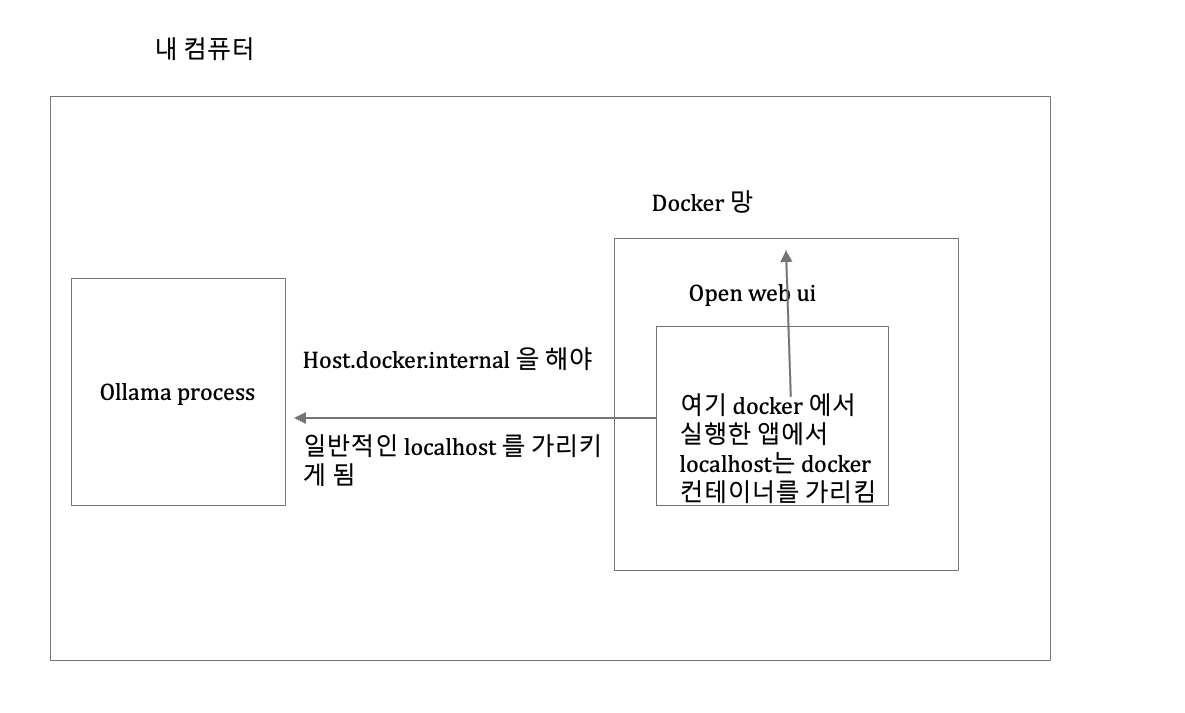 내 컴퓨터
Docker 망
Open web ui
Host.docker.internal 을 해야
Ollama process
일반적인 localhost 를 가리키
게 됨
여기 docker 에서
실행한 앱에서
localhost는 docker
컨테이너를 가리킴